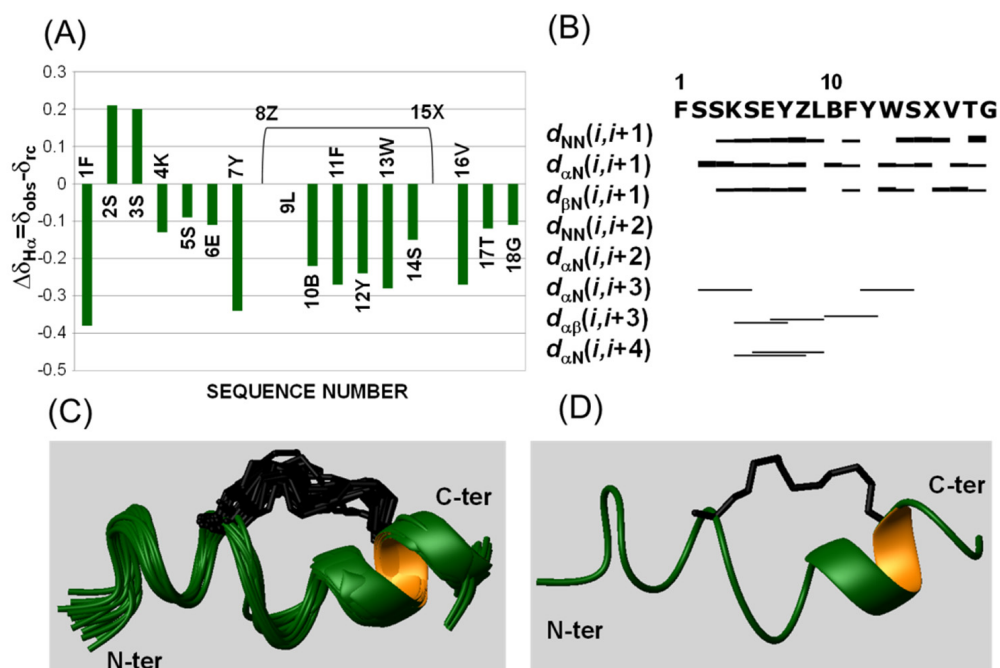 (A)
0.3
0.2
0.1
0
-0.1
-0.2
-0.3
-0.4
-0.5
ΔδHα=δobs-δrc
1F
2S
3S
4K
5S
6E
7Y
8Z
9L
10B
11F
12Y
13W
14S
15X
16V
17T
18G
SEQUENCE NUMBER
(B)
1 10
FSSKSEYZLBFYWSXVTG
dNN(i,i+1)
dαN(i,i+1)
dβN(i,i+1)
dNN(i,i+2)
dαN(i,i+2)
dαN(i,i+3)
dαβ(i,i+3)
dαN(i,i+4)
(C)
C-ter
N-ter
(D)
C-ter
N-ter